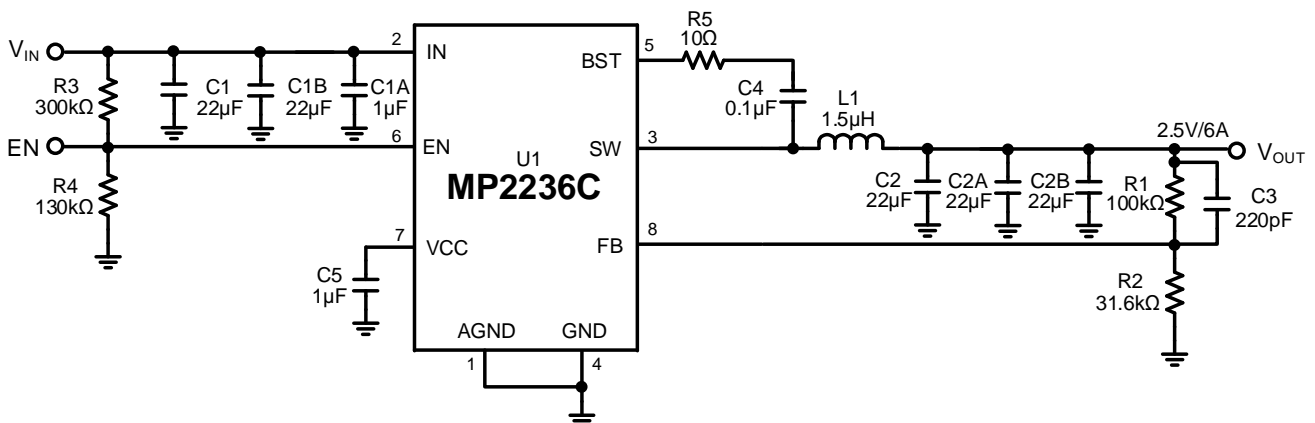 VIN
R3
300kΩ
C1
22µF
C1B
22µF
C1A
1µF
2
IN
BST
5
R5
10Ω
C4
0.1µF
L1
1.5µH
2.5V/6A
VOUT
EN
6
EN
SW
3
U1
MP2236C
R4
130kΩ
C2
22µF
C2A
22µF
C2B
22µF
R1
100kΩ
C3
220pF
7
VCC
FB
8
C5
1µF
R2
31.6kΩ
AGND
GND
1
4